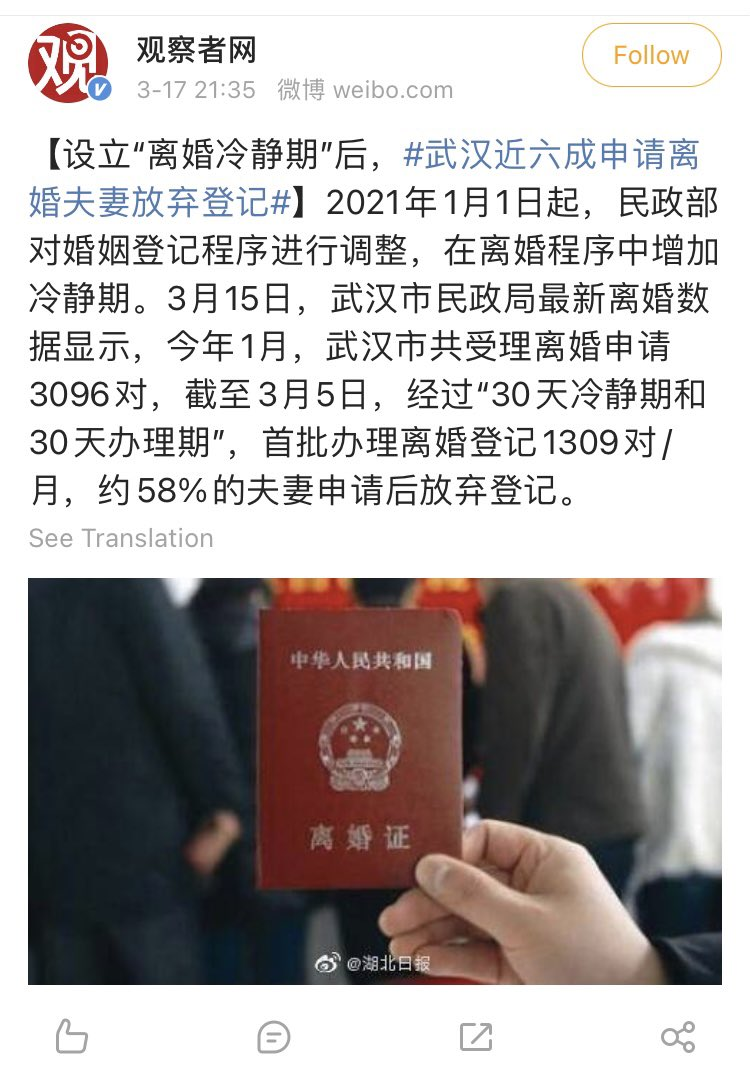 观
观察者网
Follow
3-17 21:35 微博 weibo.com
【设立“离婚冷静期”后，#武汉近六成申请离
婚夫妻放弃登记#】2021年1月1日起，民政部
对婚姻登记程序进行调整，在离婚程序中增加
冷静期。3月15日，武汉市民政局最新离婚数
据显示，今年1月，武汉市共受理离婚申请
3096对，截至3月5日，经过“30天冷静期和
30天办理期”，首批办理离婚登记1309对/
月，约58%的夫妻申请后放弃登记。
See Translation
中华人民共和国
离婚证
@湖北日报